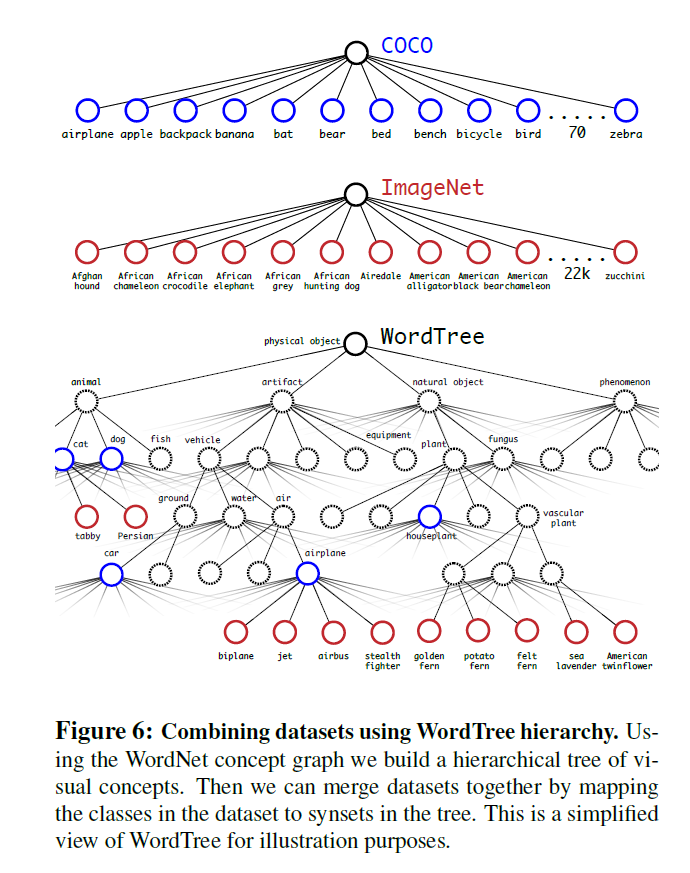 COCO
airplane apple backpack banana bat bear bed bench bicycle bird ..... 70 zebra
ImageNet
Afghan hound African chameleon African crocodile African elephant African grey African hunting dog Airedale American alligator American black bear American chameleon ..... 22k zucchini
physical object WordTree
animal artifact natural object phenomenon
cat dog fish vehicle equipment plant fungus
ground water air
tabby Persian houseplant vascular plant
car airplane
biplane jet airbus stealth fighter golden fern potato fern felt fern sea lavender American twinflower
Figure 6: Combining datasets using WordTree hierarchy. Us-
ing the WordNet concept graph we build a hierarchical tree of vi-
sual concepts. Then we can merge datasets together by mapping
the classes in the dataset to synsets in the tree. This is a simplified
view of WordTree for illustration purposes.